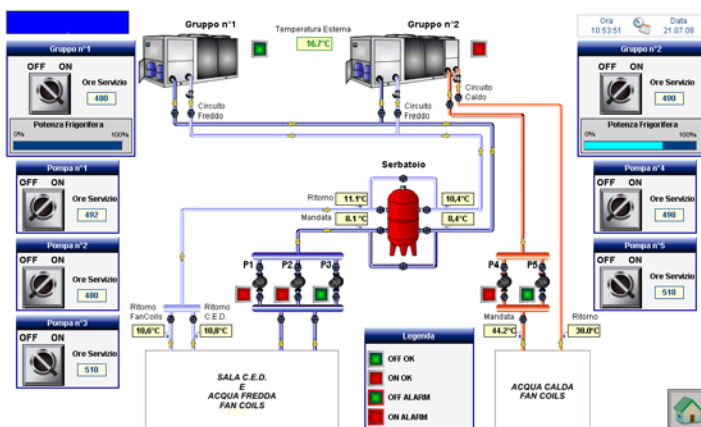 Gruppo n°1
Temperatura Esterna
16.7°C
Gruppo n°2
Ora
10:53:51
Data
21.07.08
Gruppo n°1
OFF ON
Ore Servizio
480
Potenza Frigorifera
0% 100%
Gruppo n°2
OFF ON
Ore Servizio
490
Potenza Frigorifera
0% 100%
Circuito
Freddo
Circuito
Freddo
Circuito
Caldo
Pompa n°1
OFF ON
Ore Servizio
492
Serbatoio
Ritorno
11.1°C
10,4°C
Mandata
8.1 °C
8,4°C
Pompa n°4
OFF ON
Ore Servizio
498
Pompa n°2
OFF ON
Ore Servizio
480
P1 P2 P3
P4 P5
Pompa n°5
OFF ON
Ore Servizio
518
Ritorno
FanCoils
10,6°C
Ritorno
C.E.D.
10,8°C
Mandata
44.2°C
Ritorno
38.0°C
Pompa n°3
OFF ON
Ore Servizio
510
Legenda
OFF OK
ON OK
OFF ALARM
ON ALARM
SALA C.E.D.
E
ACQUA FREDDA
FAN COILS
ACQUA CALDA
FAN COILS